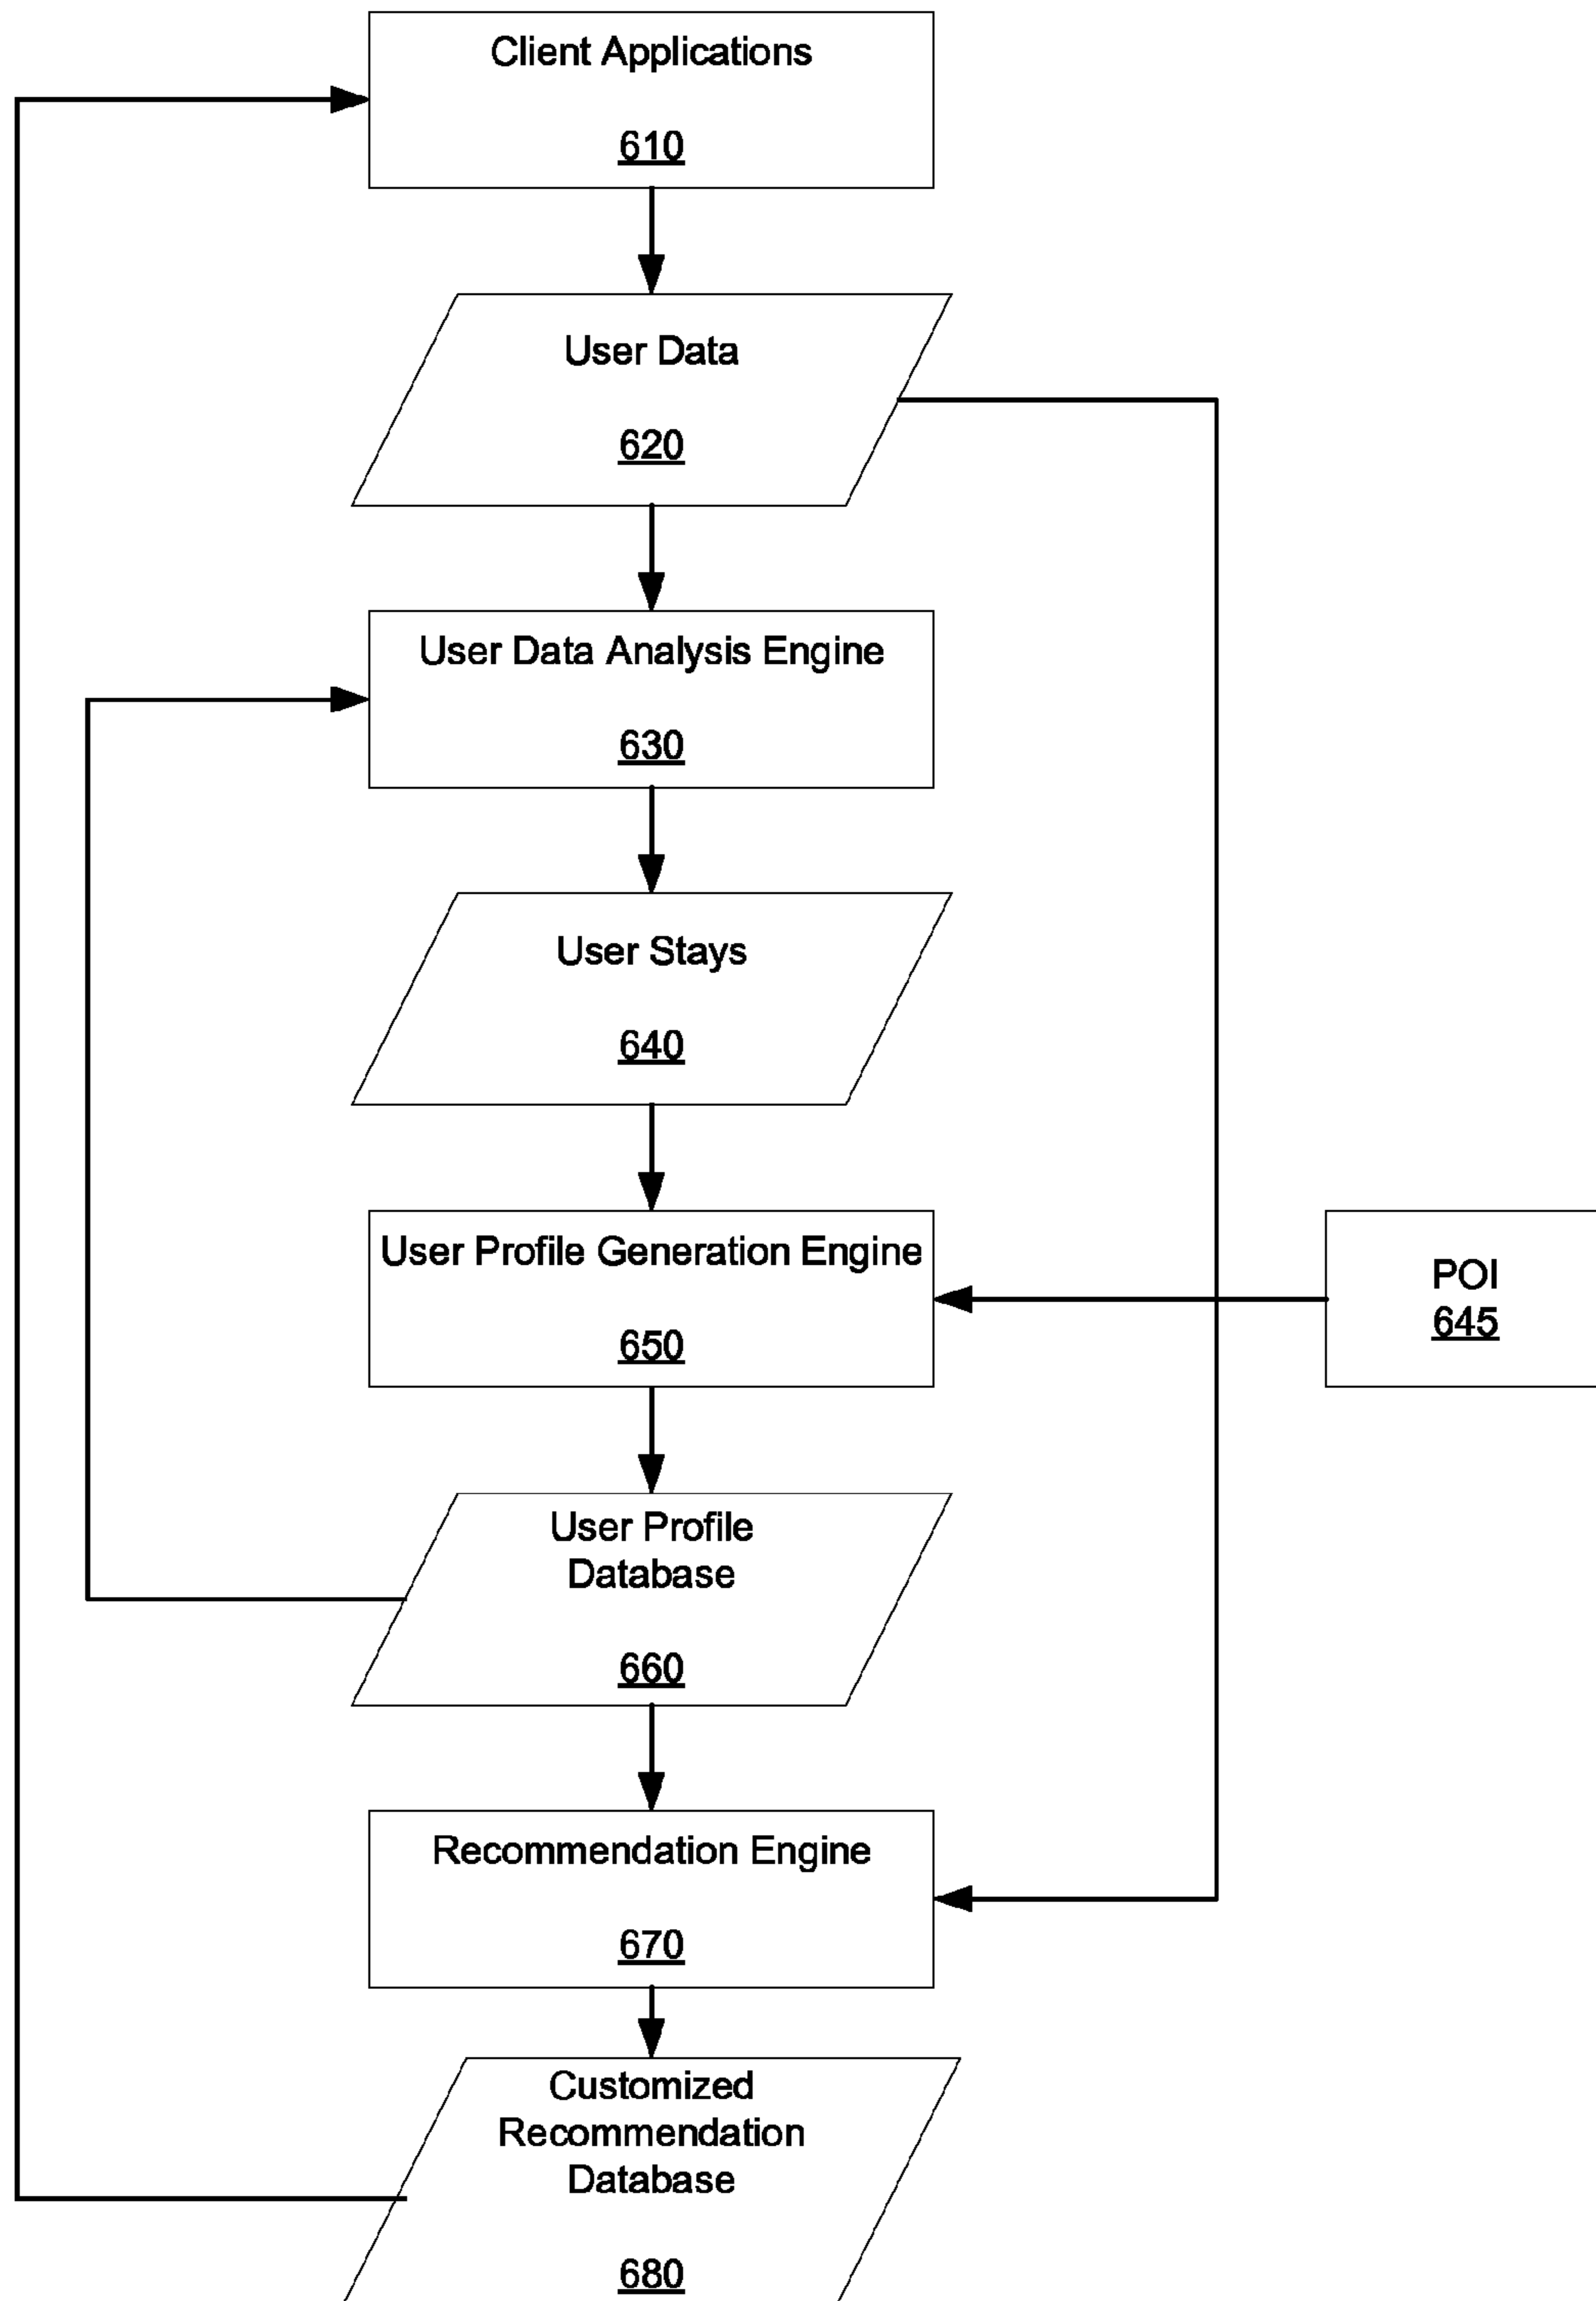 Client Applications
610
User Data
620
User Data Analysis Engine
630
User Stays
640
User Profile Generation Engine
650
POI
645
User Profile
Database
660
Recommendation Engine
670
Customized
Recommendation
Database
680